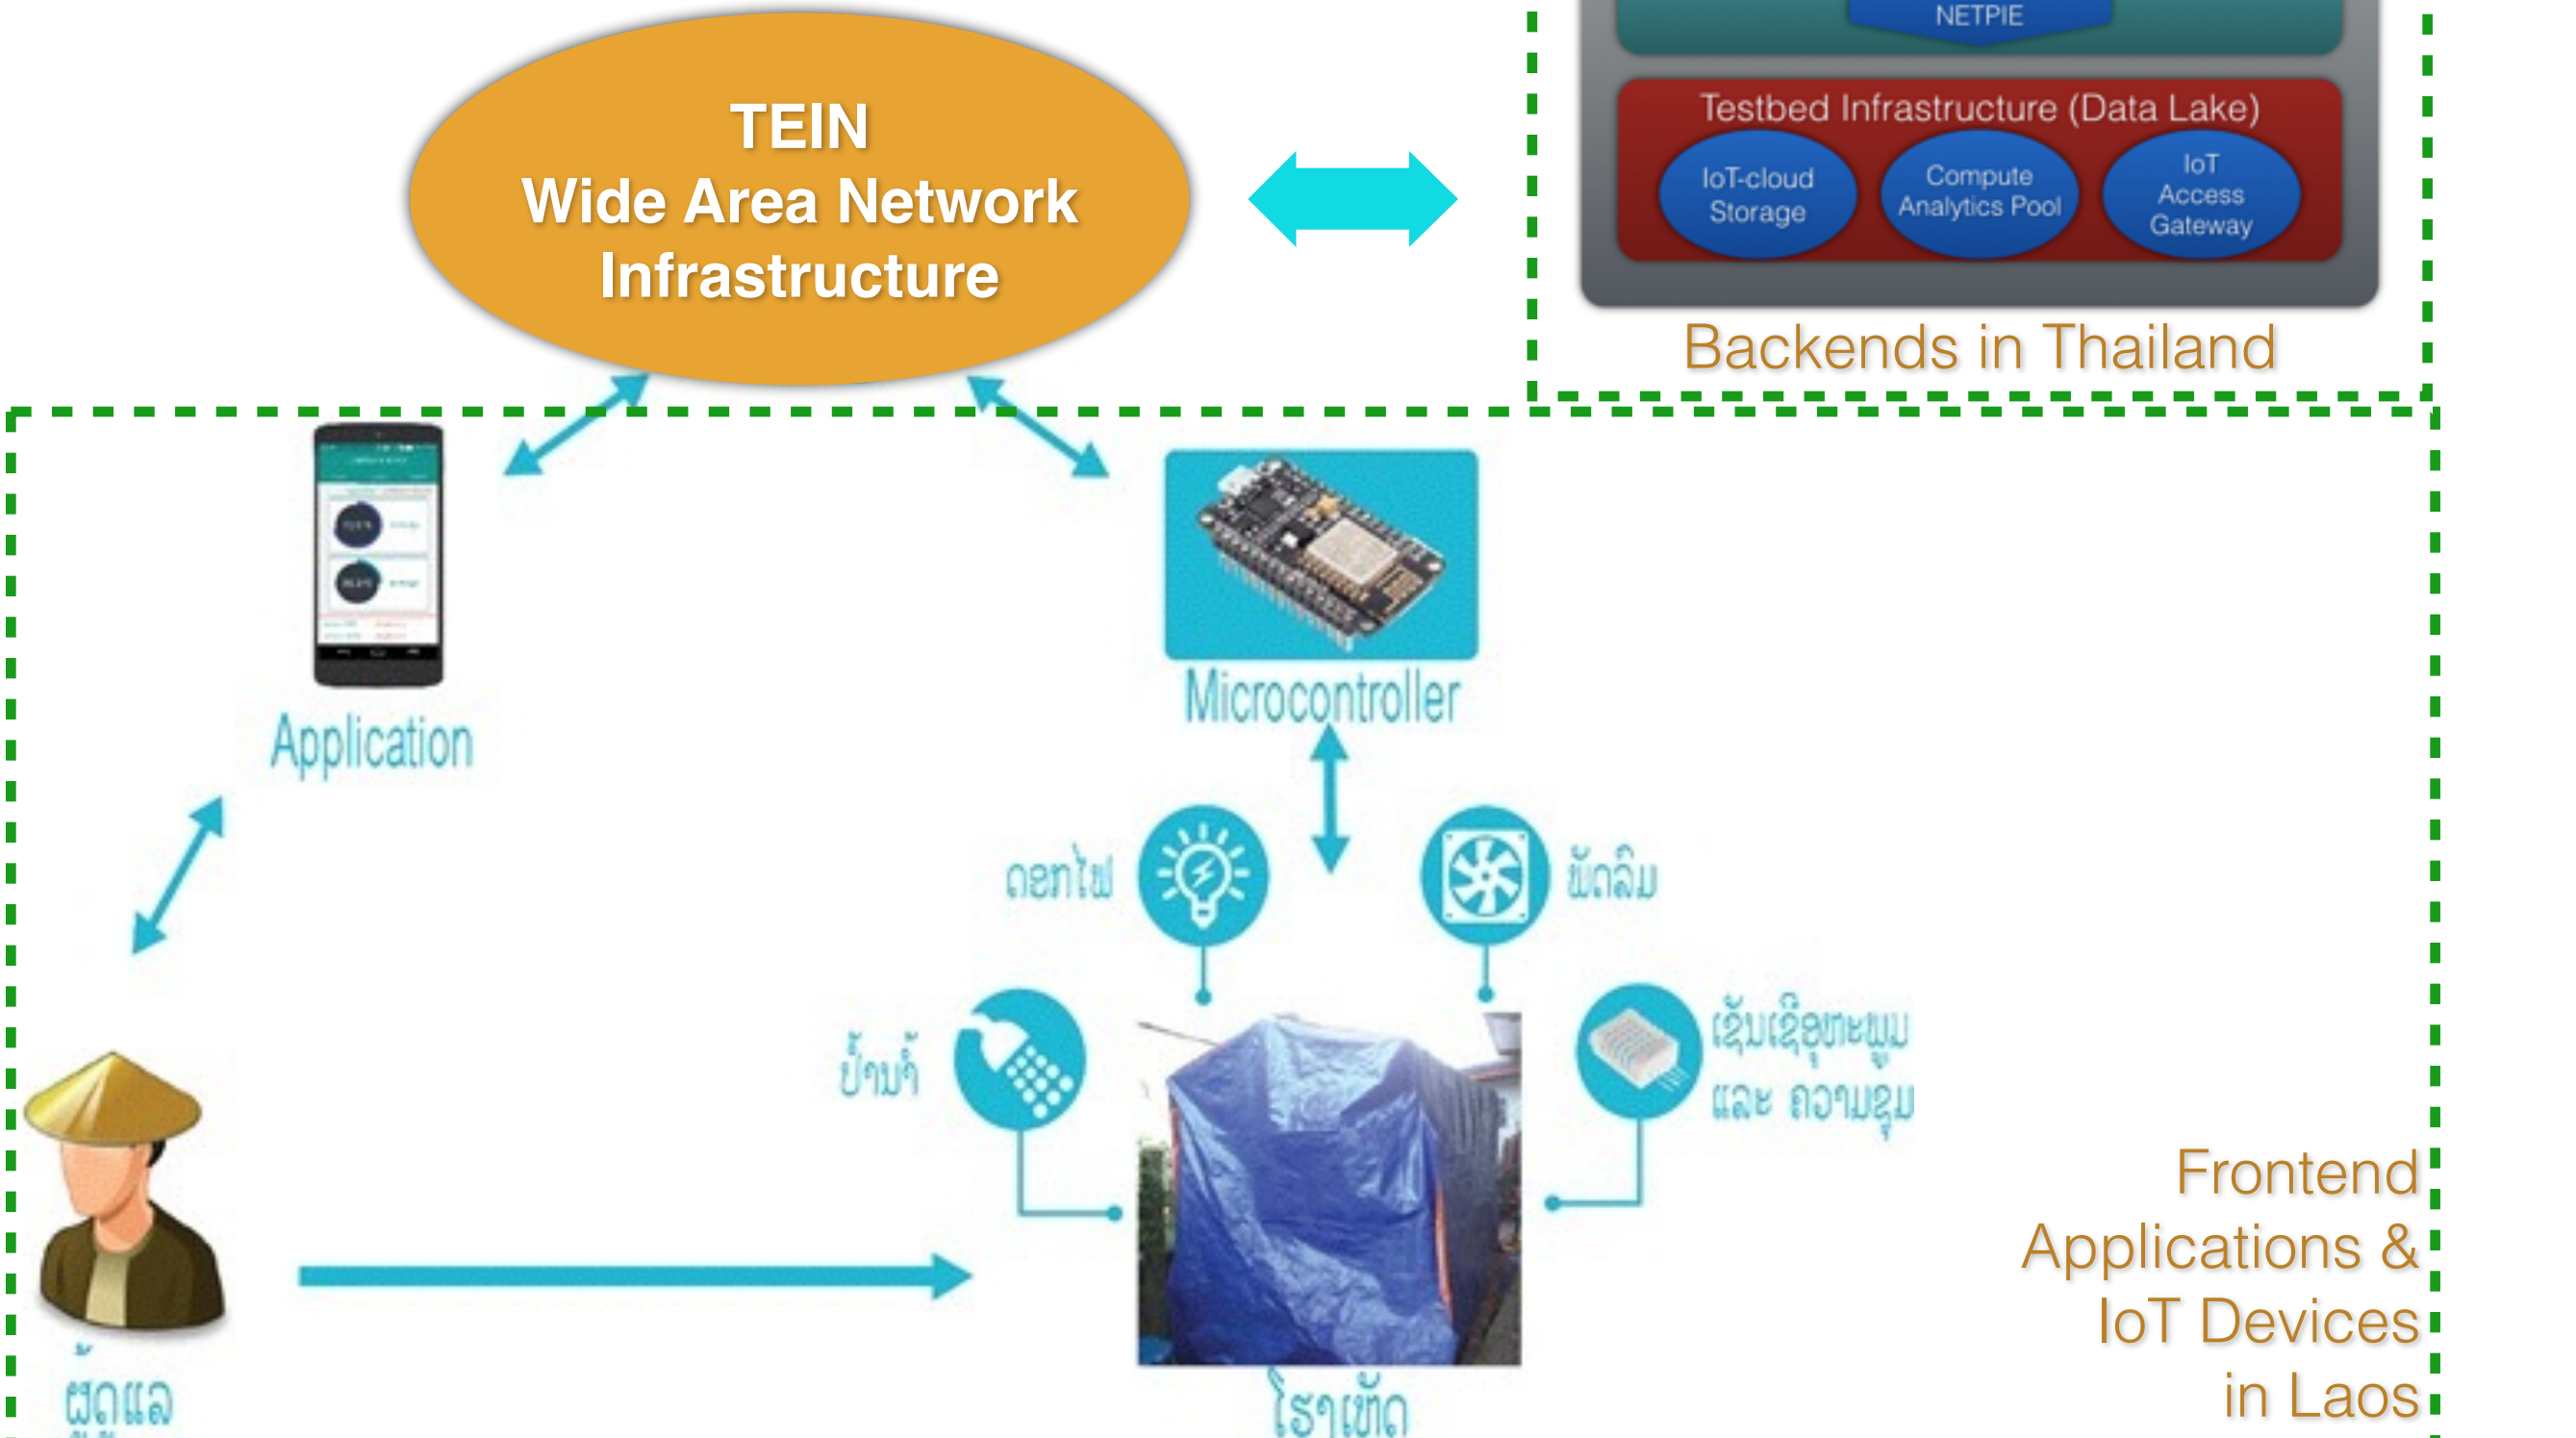 NETPIE
TEIN
Wide Area Network
Infrastructure
Testbed Infrastructure (Data Lake)
IoT-cloud
Storage
Compute
Analytics Pool
IoT
Access
Gateway
Backends in Thailand
Application
Microcontroller
ດອກໄຟ
ພັດລົມ
ປ້ຳນ້ຳ
ເຊັນເຊີອຸຫະພູມ
ແລະ ຄວາມຊຸມ
ຜູ້ດູແລ
ໂຮງເຫັດ
Frontend
Applications &
IoT Devices
in Laos